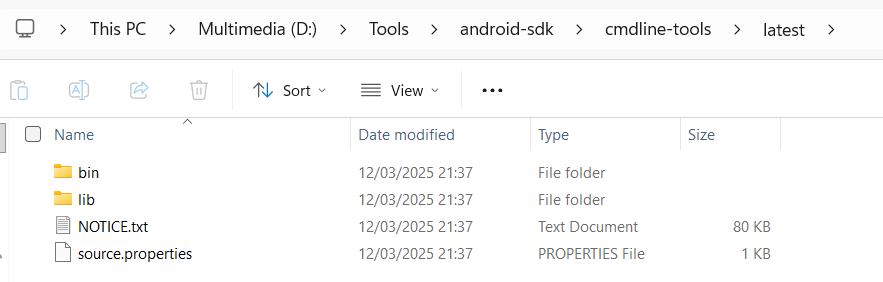 This PC > Multimedia (D:) > Tools > android-sdk > cmdline-tools > latest >
Sort View
Name Date modified Type Size
bin 12/03/2025 21:37 File folder
lib 12/03/2025 21:37 File folder
NOTICE.txt 12/03/2025 21:37 Text Document 80 KB
source.properties 12/03/2025 21:37 PROPERTIES File 1 KB